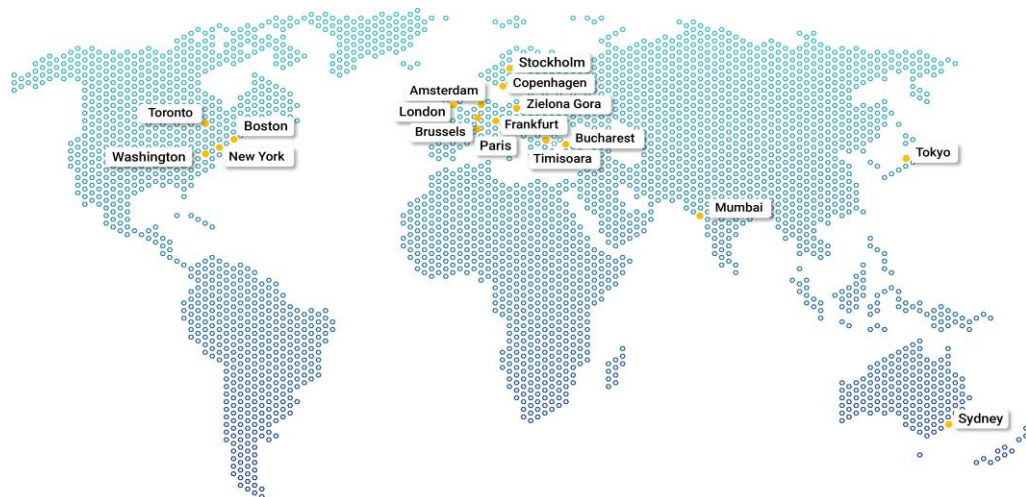 Stockholm
Copenhagen
Amsterdam
Zielona Gora
London
Toronto
Frankfurt
Boston
Brussels
Bucharest
Paris
New York
Washington
Timisoara
Tokyo
Mumbai
Sydney